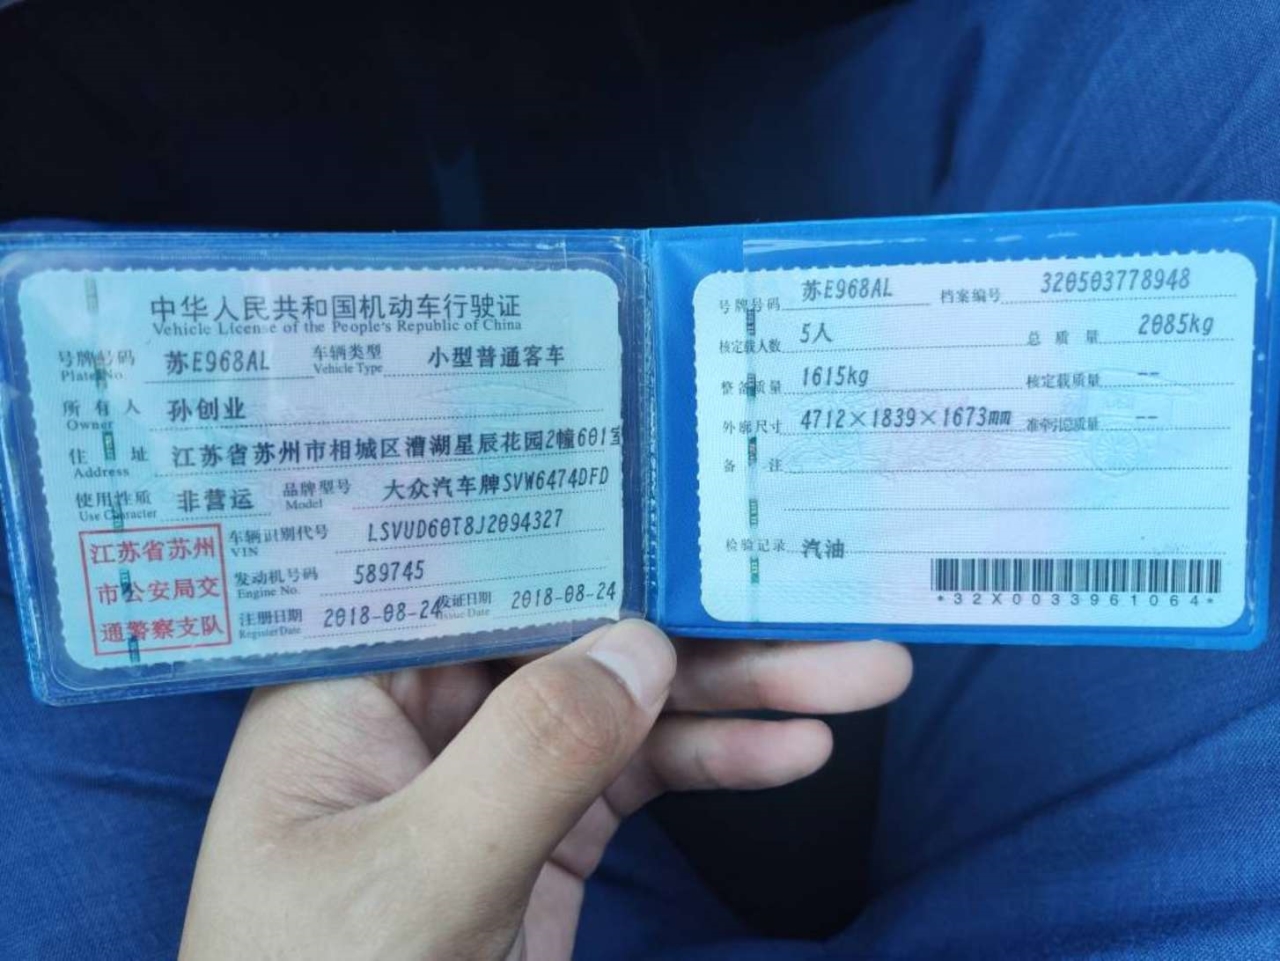 中华人民共和国机动车行驶证
Vehicle License of the People's Republic of China
号牌号码 Plate No. 苏E968AL 车辆类型 Vehicle Type 小型普通客车
所有人 Owner 孙创业
住址 Address 江苏省苏州市相城区漕湖星辰花园2幢601室
使用性质 Use Character 非营运 品牌型号 Model 大众汽车牌SVW6474DFD
车辆识别代号 VIN LSVUD60T8J2094327
发动机号码 Engine No. 589745
注册日期 Register Date 2018-08-24 发证日期 Issue Date 2018-08-24
江苏省苏州
市公安局交
通警察支队
号牌号码 苏E968AL 档案编号 320503778948
核定载人数 5人 总质量 2085kg
整备质量 1615kg 核定载质量 --
外廓尺寸 4712×1839×1673mm 准牵引总质量 --
备注
检验记录 汽油
*32X0033961064*